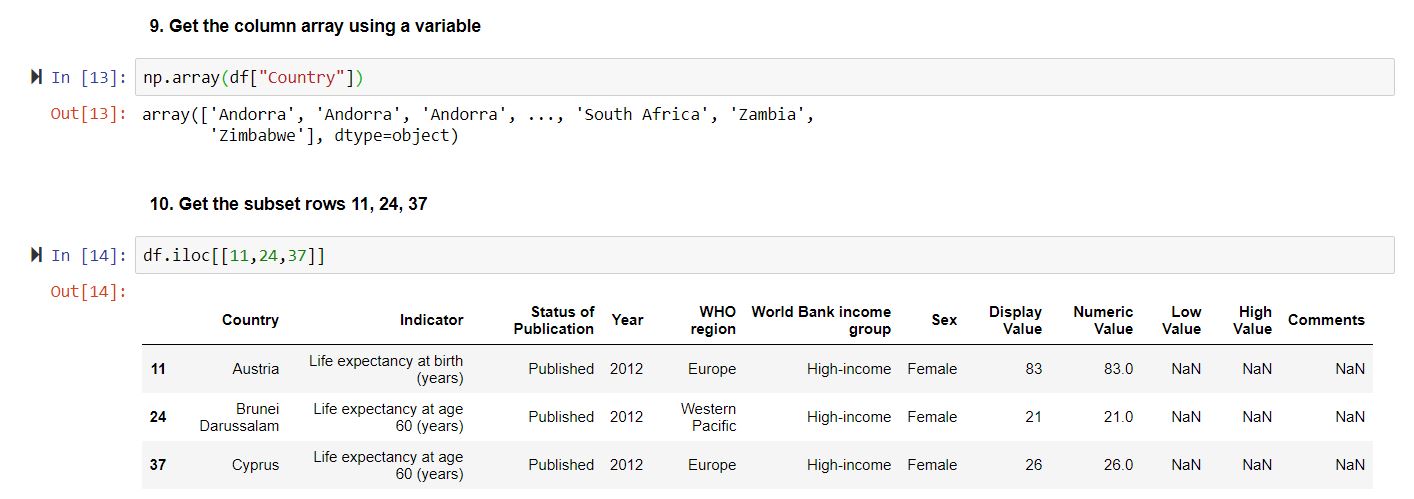 9. Get the column array using a variable
In [13]: np.array(df["Country"])
Out[13]: array(['Andorra', 'Andorra', 'Andorra', ..., 'South Africa', 'Zambia',
'Zimbabwe'], dtype=object)
10. Get the subset rows 11, 24, 37
In [14]: df.iloc[[11,24,37]]
Out[14]:
Country Indicator Status of Publication Year WHO region World Bank income group Sex Display Value Numeric Value Low Value High Value Comments
11 Austria Life expectancy at birth (years) Published 2012 Europe High-income Female 83 83.0 NaN NaN NaN
24 Brunei Darussalam Life expectancy at age 60 (years) Published 2012 Western Pacific High-income Female 21 21.0 NaN NaN NaN
37 Cyprus Life expectancy at age 60 (years) Published 2012 Europe High-income Female 26 26.0 NaN NaN NaN